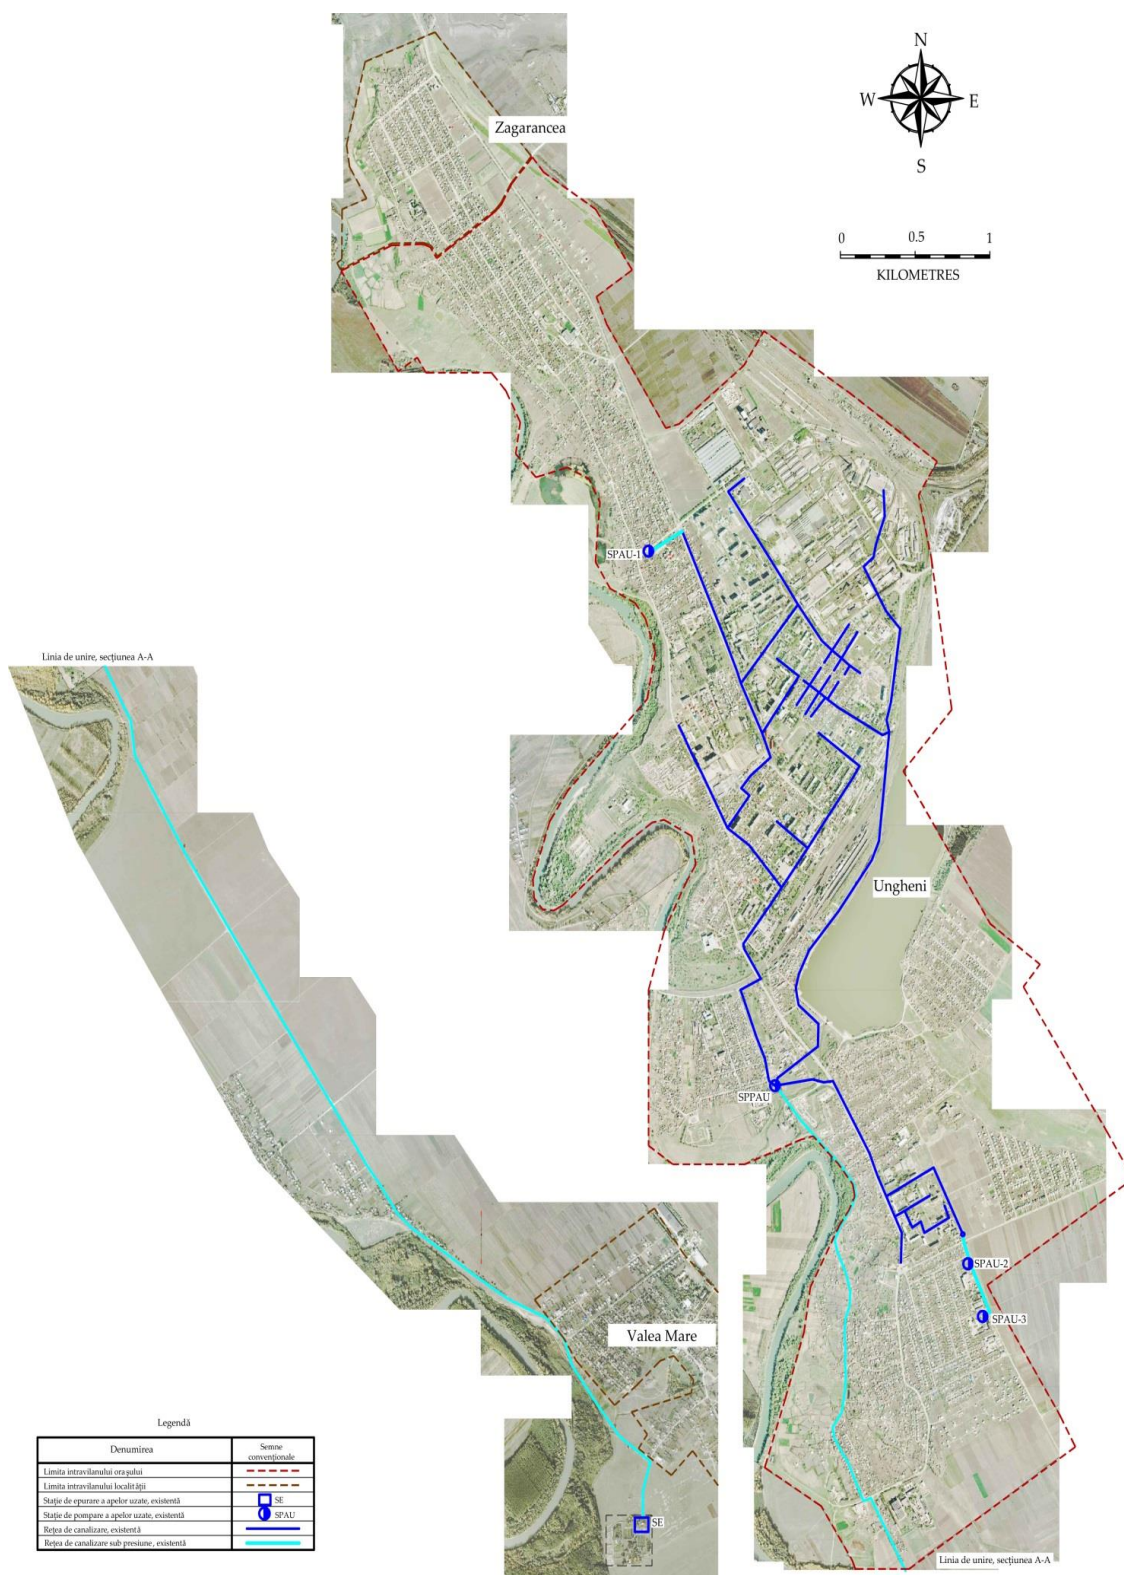 N
Zagarancea
W
E
S
0
0.5
1
KILOMETRES
SPAU-1
Linia de unire, secțiunea A-A
Ungheni
SPPAU
SPAU-2
SPAU-3
Valea Mare
SE
Linia de unire, secțiunea A-A
Legendă
Denumirea
Semne
convenționale
Limita intravilanului orașului
Limita intravilanului localității
Stație de epurare a apelor uzate, existentă
SE
Stație de pompare a apelor uzate, existentă
SPAU
Rețea de canalizare, existentă
Rețea de canalizare sub presiune, existentă